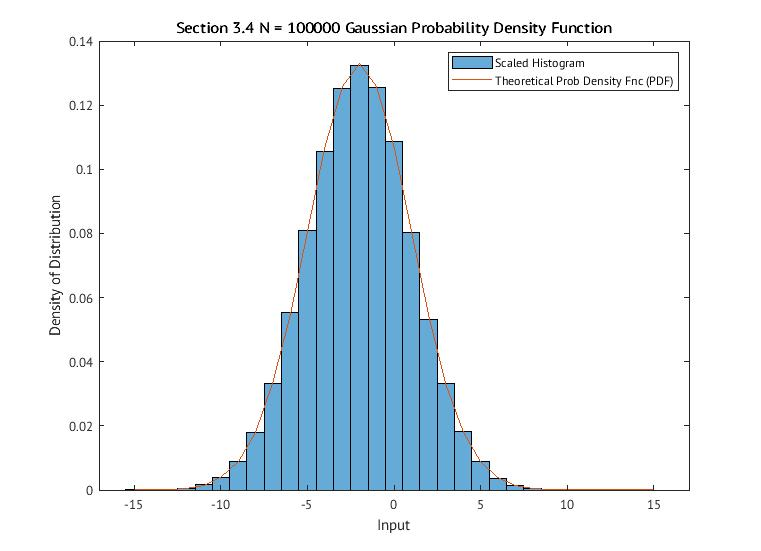 Section 3.4 N = 100000 Gaussian Probability Density Function
Scaled Histogram
Theoretical Prob Density Fnc (PDF)
Density of Distribution
0.14
0.12
0.1
0.08
0.06
0.04
0.02
0
-15 -10 -5 0 5 10 15
Input